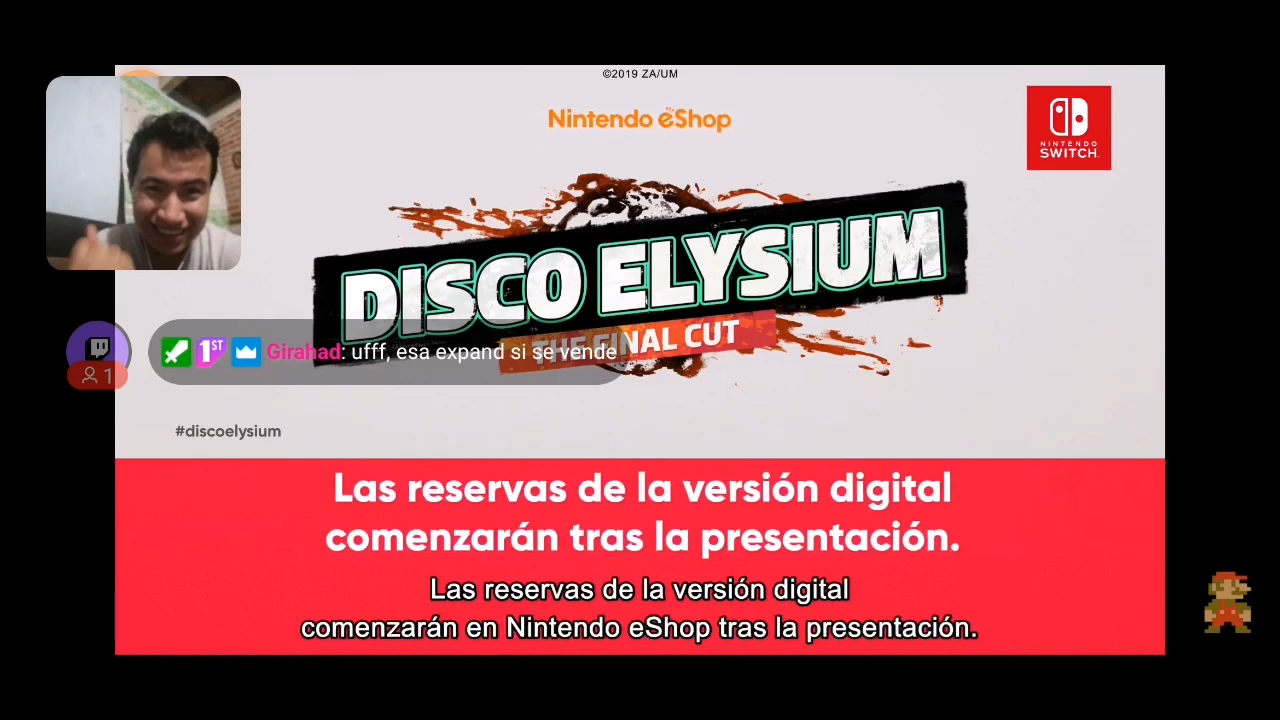 ©2019 ZA/UM
Nintendo eShop
NINTENDO
SWITCH
DISCO ELYSIUM
THE FINAL CUT
1ST Girahad: ufff, esa expand si se vende
1
#discoelysium
Las reservas de la versión digital
comenzarán tras la presentación.
Las reservas de la versión digital
comenzarán en Nintendo eShop tras la presentación.